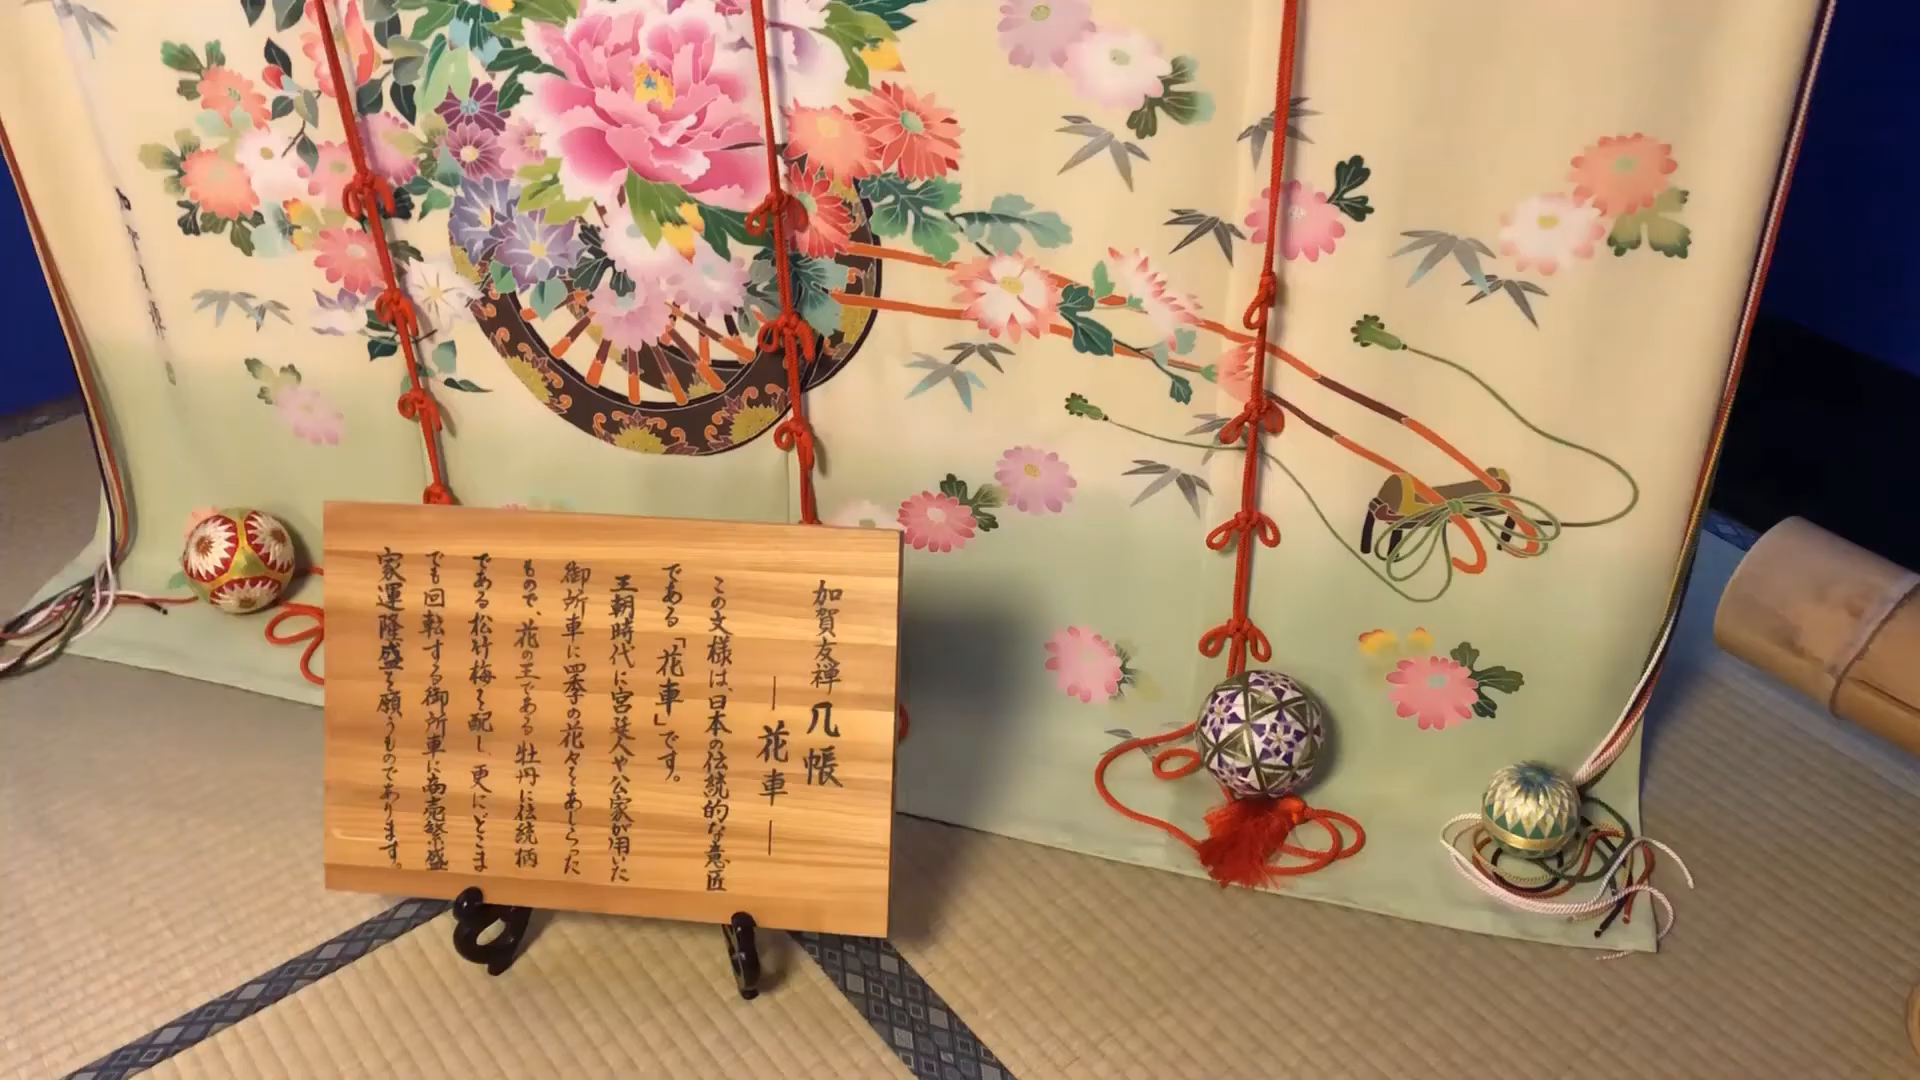 加賀友禅 几帳
― 花車 ―
この文様は、日本の伝統的な意匠
である「花車」です。
王朝時代に宮廷人や公家が用いた
御所車に四季の花々をあしらった
もので、花の王である牡丹に伝統柄
である松竹梅を配し、更にどこま
でも回転する御所車に商売繁盛
家運隆盛を願うものであります。